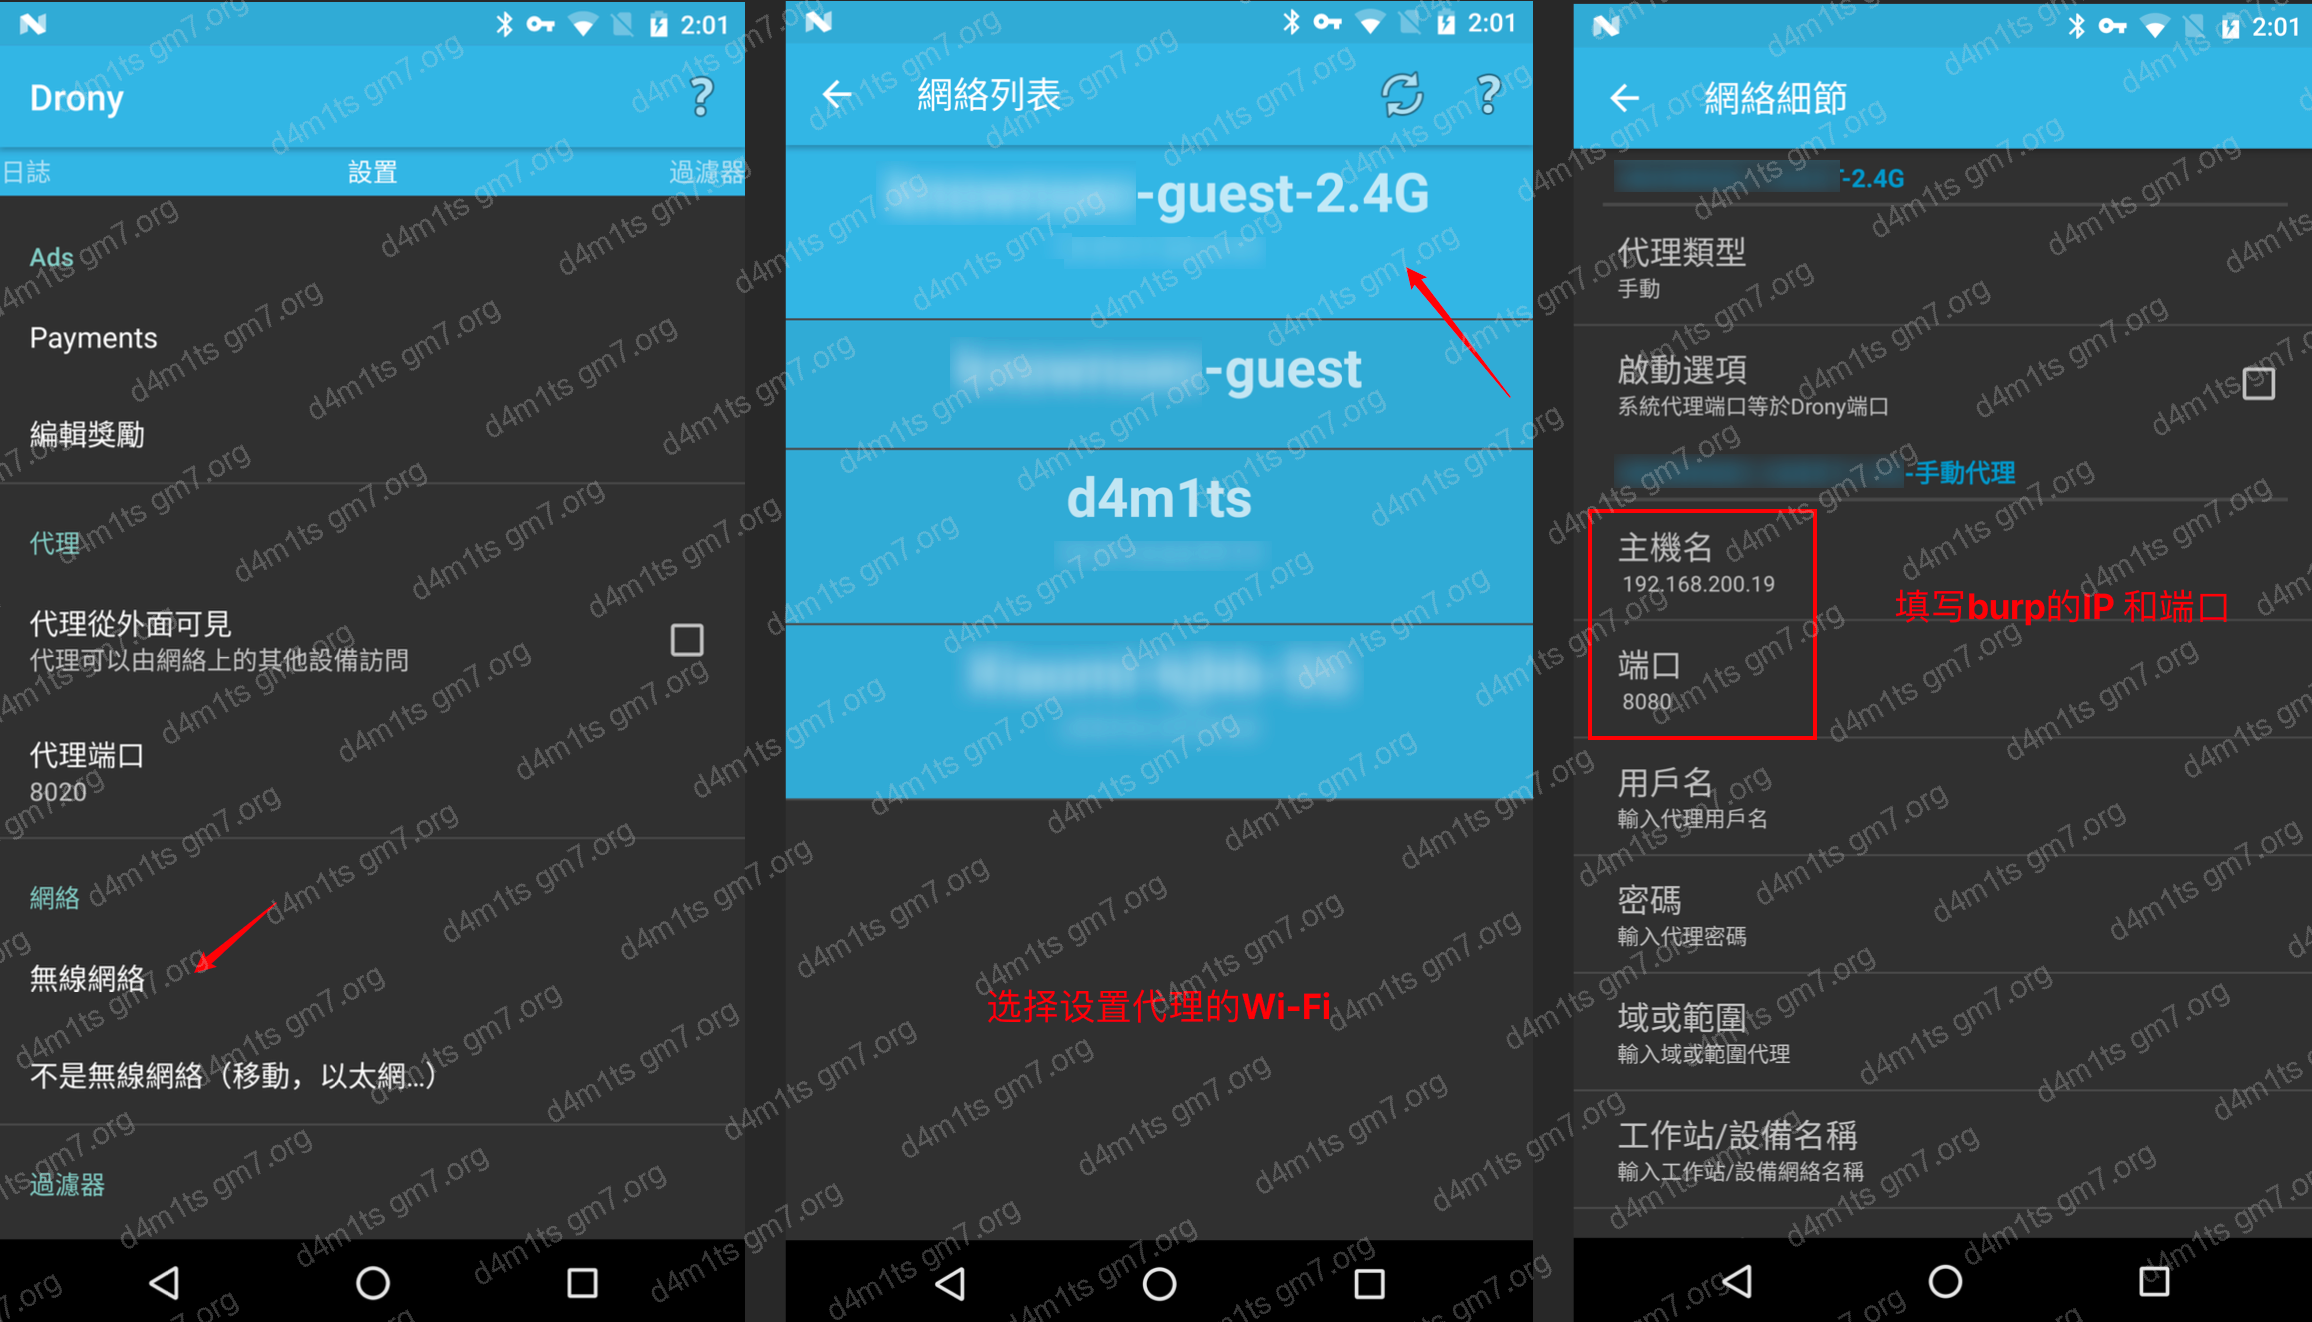 2:01
Drony
?
日誌
設置
過濾器
Ads
Payments
編輯獎勵
代理
代理從外面可見
代理可以由網絡上的其他設備訪問
代理端口
8020
網絡
無線網絡
不是無線網絡（移動，以太網...）
過濾器
2:01
網絡列表
?
-guest-2.4G
-guest
d4m1ts
选择设置代理的Wi-Fi
2:01
網絡細節
-2.4G
代理類型
手動
啟動選項
系統代理端口等於Drony端口
-手動代理
主機名
192.168.200.19
填写burp的IP 和端口
端口
8080
用戶名
輸入代理用戶名
密碼
輸入代理密碼
域或範圍
輸入域或範圍代理
工作站/設備名稱
輸入工作站/設備網絡名稱
d4m1ts gm7.org